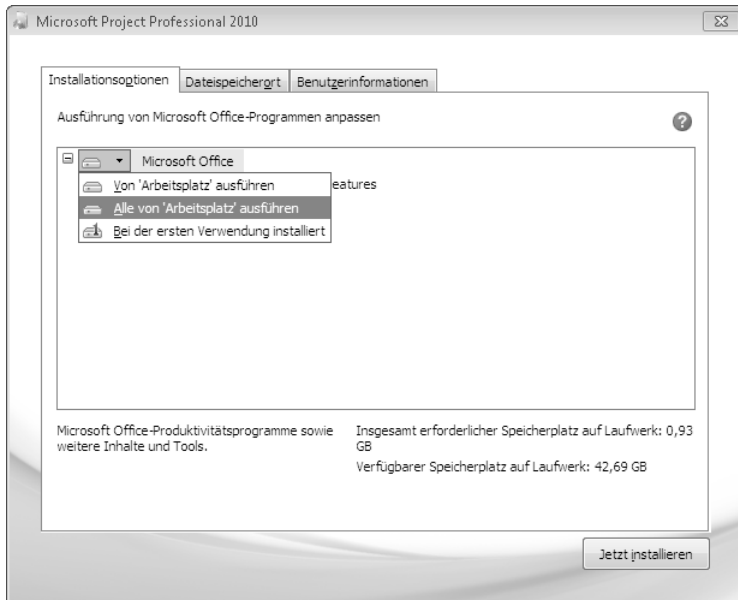 Microsoft Project Professional 2010
Installationsoptionen Dateispeicherort Benutzerinformationen
Ausführung von Microsoft Office-Programmen anpassen
Microsoft Office
Von 'Arbeitsplatz' ausführen
eatures
Alle von 'Arbeitsplatz' ausführen
Bei der ersten Verwendung installiert
Microsoft Office-Produktivitätsprogramme sowie
weitere Inhalte und Tools.
Insgesamt erforderlicher Speicherplatz auf Laufwerk: 0,93
GB
Verfügbarer Speicherplatz auf Laufwerk: 42,69 GB
Jetzt installieren